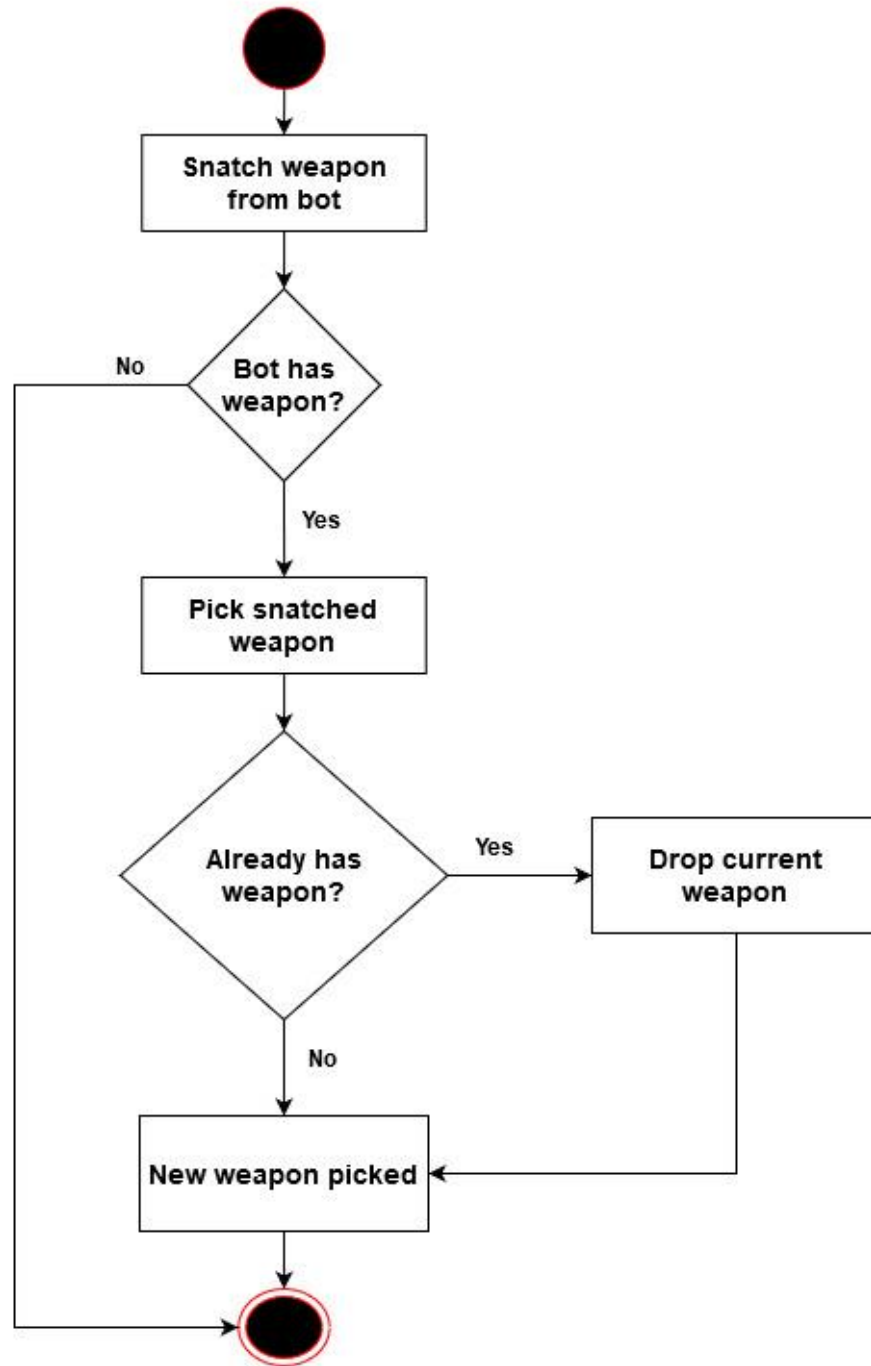 Snatch weapon
from bot
No
Bot has
weapon?
Yes
Pick snatched
weapon
Already has
weapon?
Yes
Drop current
weapon
No
New weapon picked